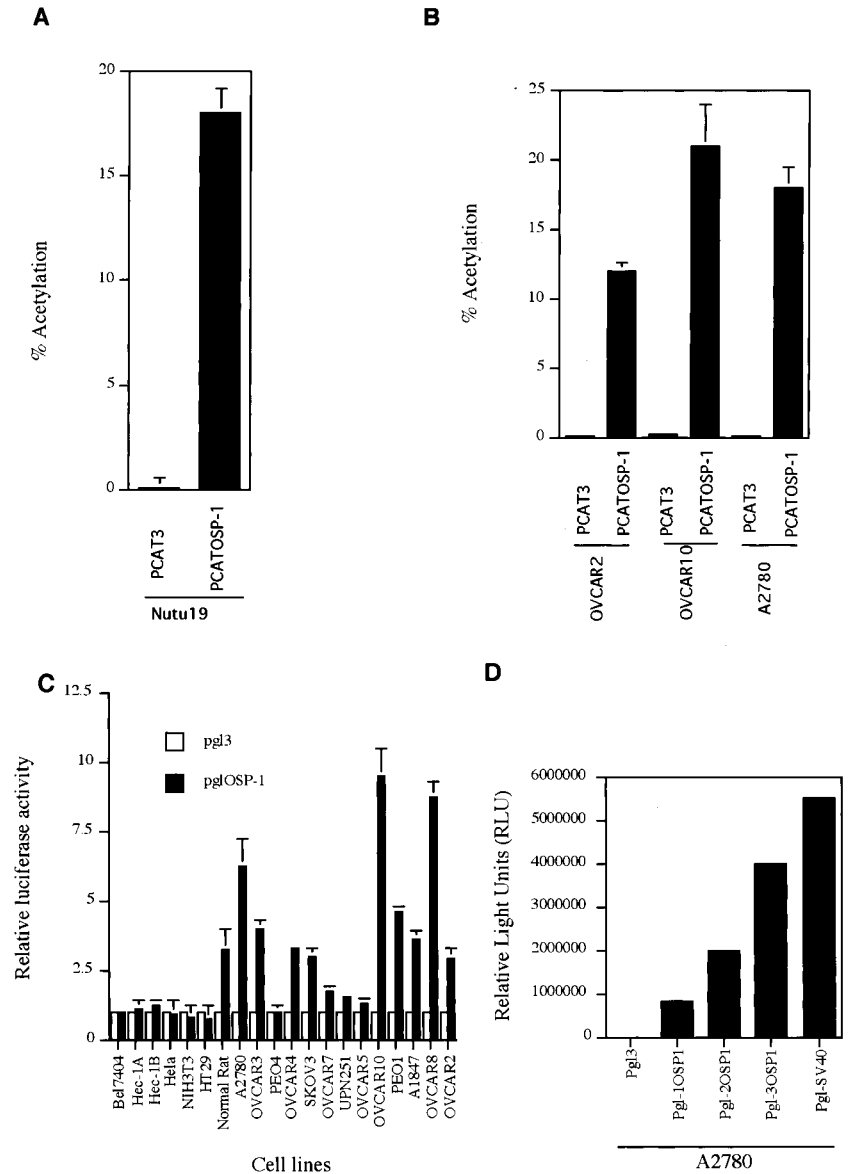 A
20
15
10
5
0
% Acetylation
PCAT3
PCATOSP-1
Nutu19
B
25
20
15
10
5
0
% Acetylation
PCAT3
PCATOSP-1
PCAT3
PCATOSP-1
PCAT3
PCATOSP-1
OVCAR2
OVCAR10
A2780
C
12.5
10
7.5
5
2.5
0
Relative luciferase activity
pgl3
pglOSP-1
Bel7404
Hec-1A
Hec-1B
Hela
NIH3T3
HT29
Normal Rat
A2780
OVCAR3
PEO4
OVCAR4
SKOV3
OVCAR7
UPN251
OVCAR5
OVCAR10
PEO1
A1847
OVCAR8
OVCAR2
Cell lines
D
6000000
5000000
4000000
3000000
2000000
1000000
0
Relative Light Units (RLU)
Pgl3
Pgl-1OSP1
Pgl-2OSP1
Pgl-3OSP1
Pgl-SV40
A2780